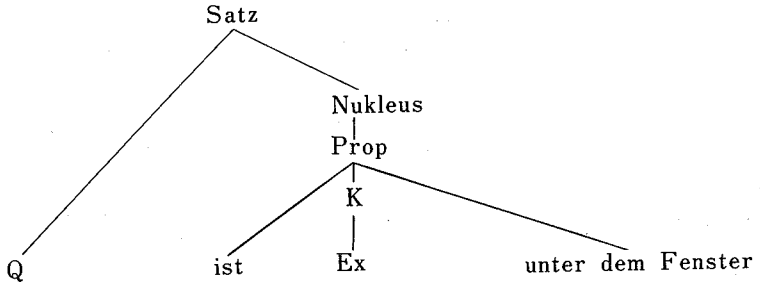 Satz
Nukleus
Prop
K
Q ist Ex unter dem Fenster